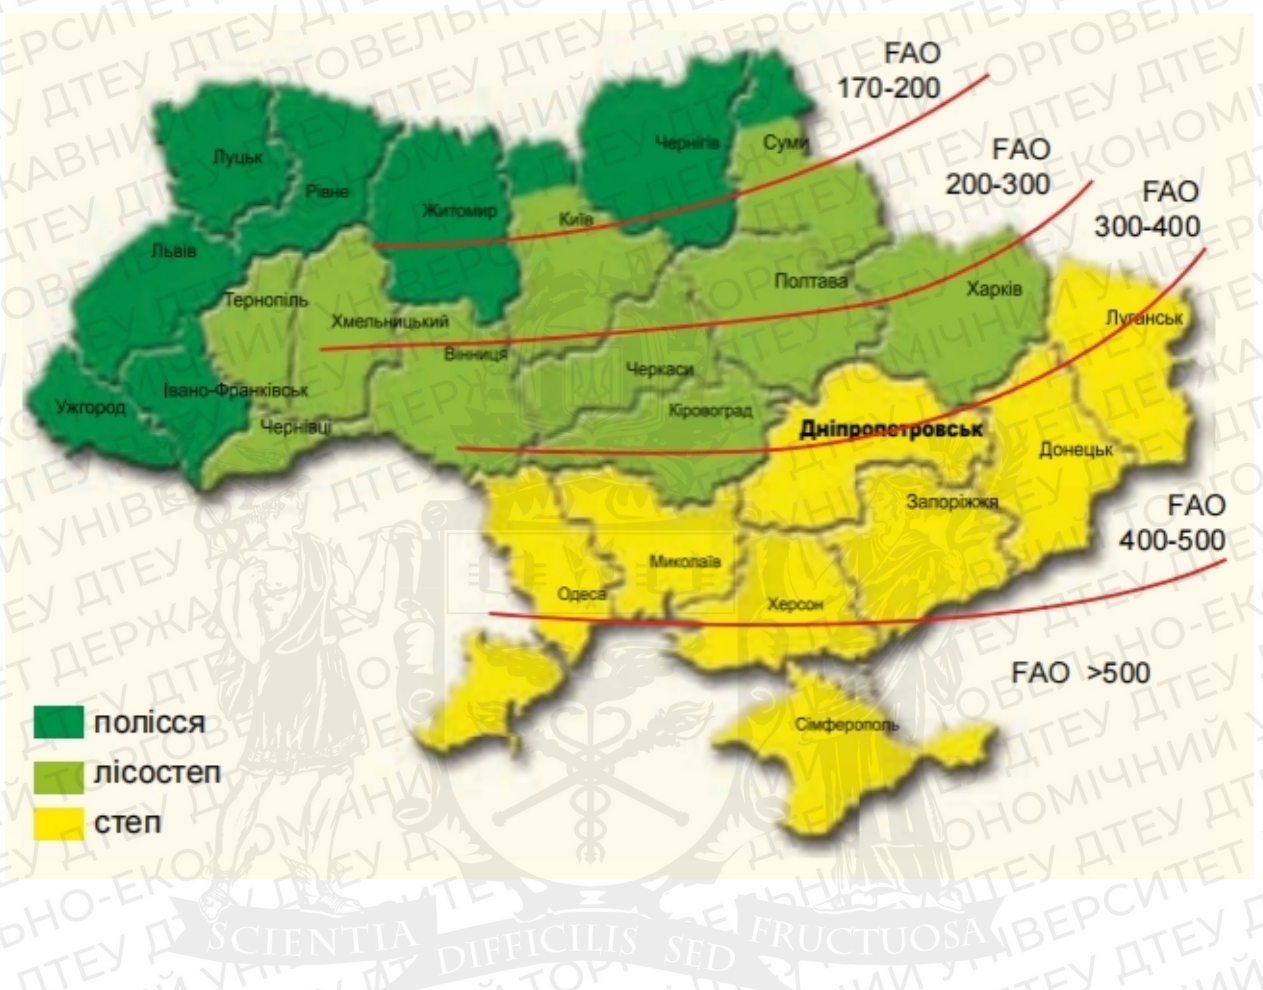 FAO
170-200
FAO
200-300
FAO
300-400
Чернігів
Суми
Луцьк
Рівне
Житомир
Київ
Львів
Полтава
Харків
Тернопіль
Хмельницький
Луганськ
Вінниця
Черкаси
Івано-Франківськ
Ужгород
Кіровоград
Чернівці
Дніпропетровськ
Донецьк
Запоріжжя
FAO
400-500
Миколаїв
Одеса
Херсон
FAO >500
Сімферополь
полісся
лісостеп
степ
SCIENTIA DIFFICILIS SED FRUCTUOSA